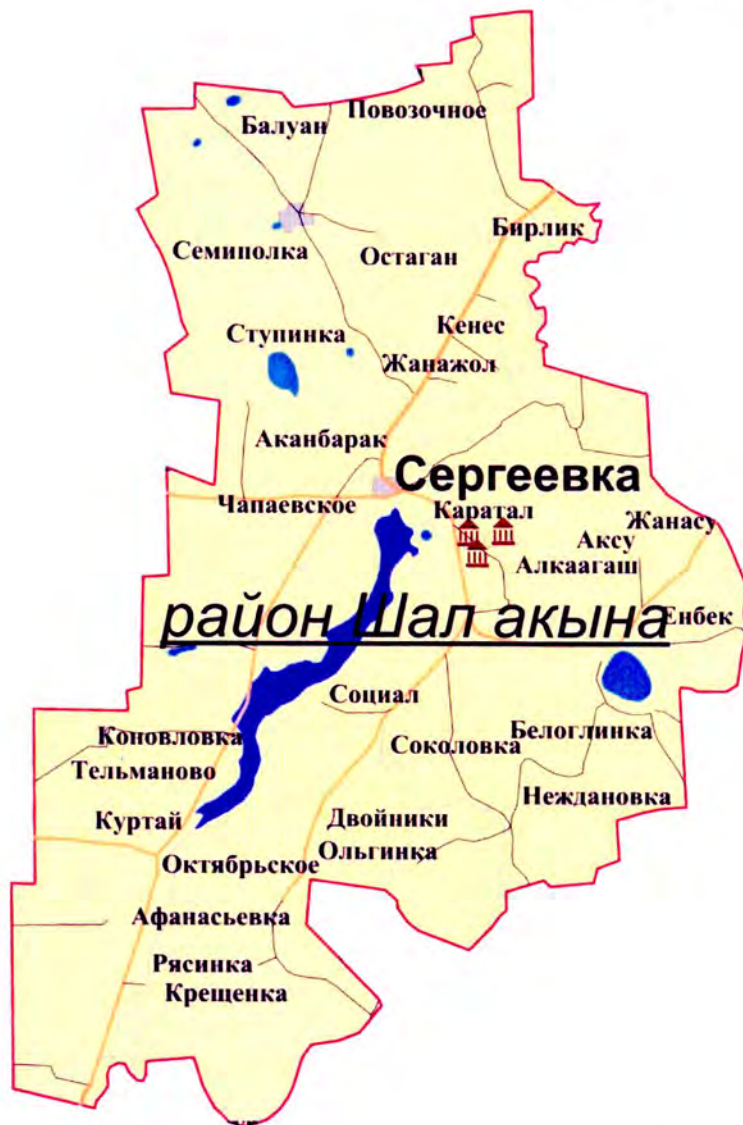 Повозочное
Балуан
Бирлик
Семиполка
Остаган
Кенес
Ступинка
Жанажол
Аканбарак
Сергеевка
Чапаевское
Каратал
Жанасу
Аксу
Алкаагаш
район Шал акына
Енбек
Социал
Белоглинка
Коновловка
Соколовка
Тельманово
Неждановка
Куртай
Двойники
Ольгинка
Октябрьское
Афанасьевка
Рясинка
Крещенка